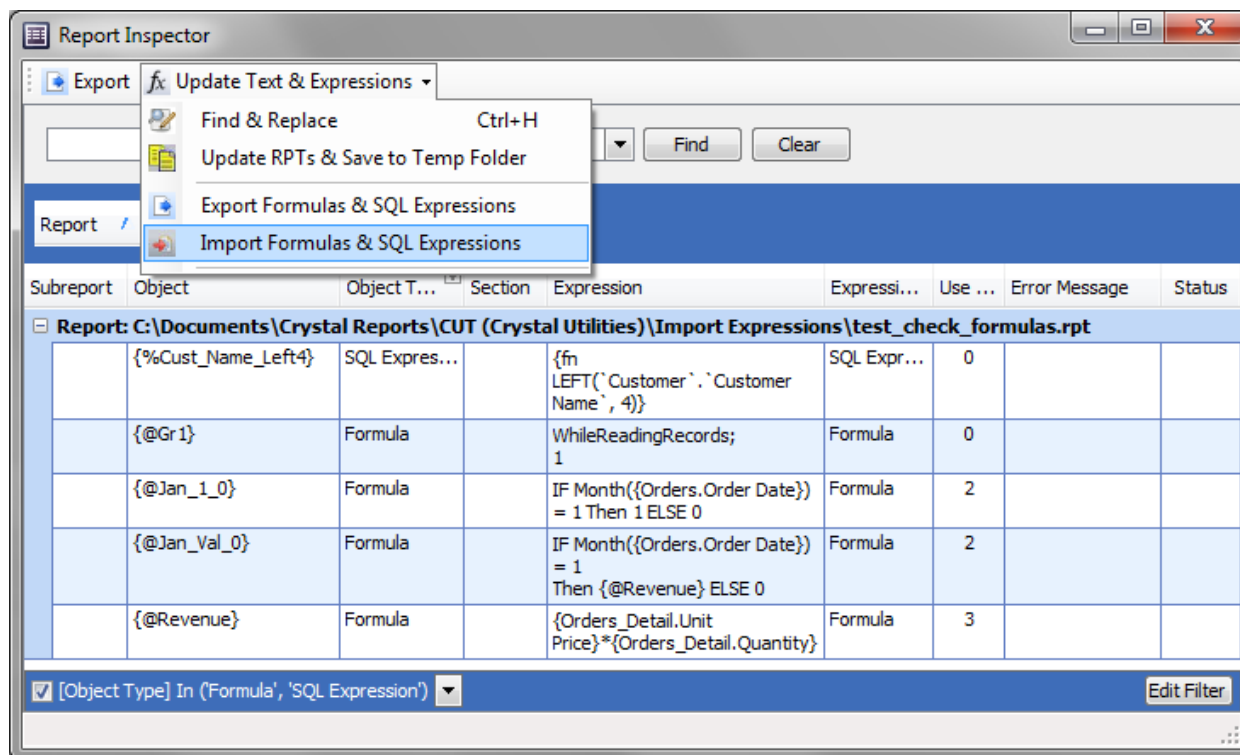 Report Inspector
Export fx Update Text & Expressions
Find & Replace Ctrl+H
Find Clear
Update RPTs & Save to Temp Folder
Export Formulas & SQL Expressions
Report
Import Formulas & SQL Expressions
Subreport Object Object T... Section Expression Expressi... Use ... Error Message Status
Report: C:\Documents\Crystal Reports\CUT (Crystal Utilities)\Import Expressions\test_check_formulas.rpt
{%Cust_Name_Left4} SQL Expres... {fn SQL Expr... 0
LEFT(`Customer`.`Customer
Name`, 4)}
{@Gr1} Formula WhileReadingRecords; Formula 0
1
{@Jan_1_0} Formula IF Month({Orders.Order Date}) Formula 2
= 1 Then 1 ELSE 0
{@Jan_Val_0} Formula IF Month({Orders.Order Date}) Formula 2
= 1
Then {@Revenue} ELSE 0
{@Revenue} Formula {Orders_Detail.Unit Formula 3
Price}*{Orders_Detail.Quantity}
[Object Type] In ('Formula', 'SQL Expression') Edit Filter